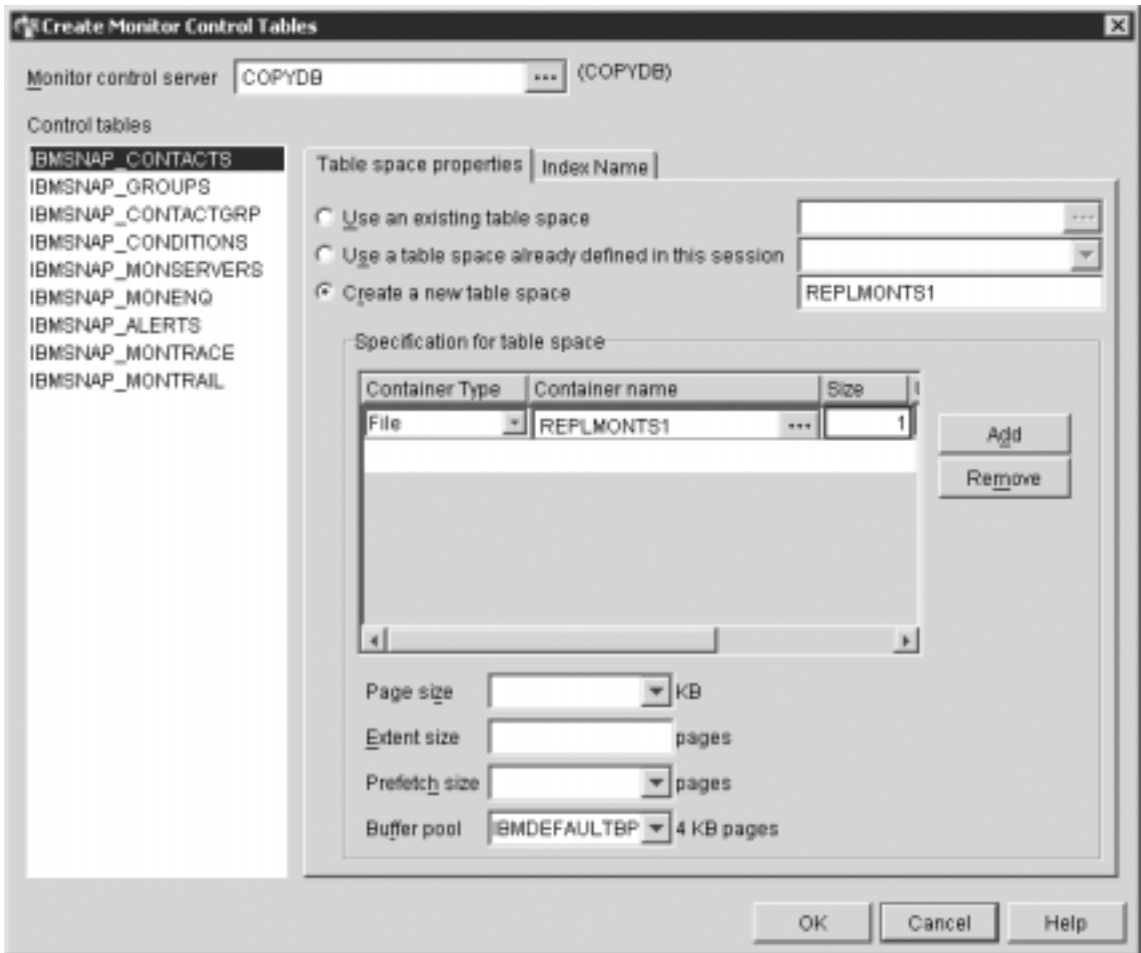 Create Monitor Control Tables
Monitor control server COPYDB ... (COPYDB)
Control tables
IBMSNAP_CONTACTS
IBMSNAP_GROUPS
IBMSNAP_CONTACTGRP
IBMSNAP_CONDITIONS
IBMSNAP_MONSERVERS
IBMSNAP_MONENQ
IBMSNAP_ALERTS
IBMSNAP_MONTRACE
IBMSNAP_MONTRAIL
Table space properties Index Name
Use an existing table space ...
Use a table space already defined in this session
Create a new table space REPLMONTS1
Specification for table space
Container Type Container name Size
File REPLMONTS1 ... 1
Add
Remove
Page size KB
Extent size pages
Prefetch size pages
Buffer pool IBMDEFAULTBP 4 KB pages
OK Cancel Help